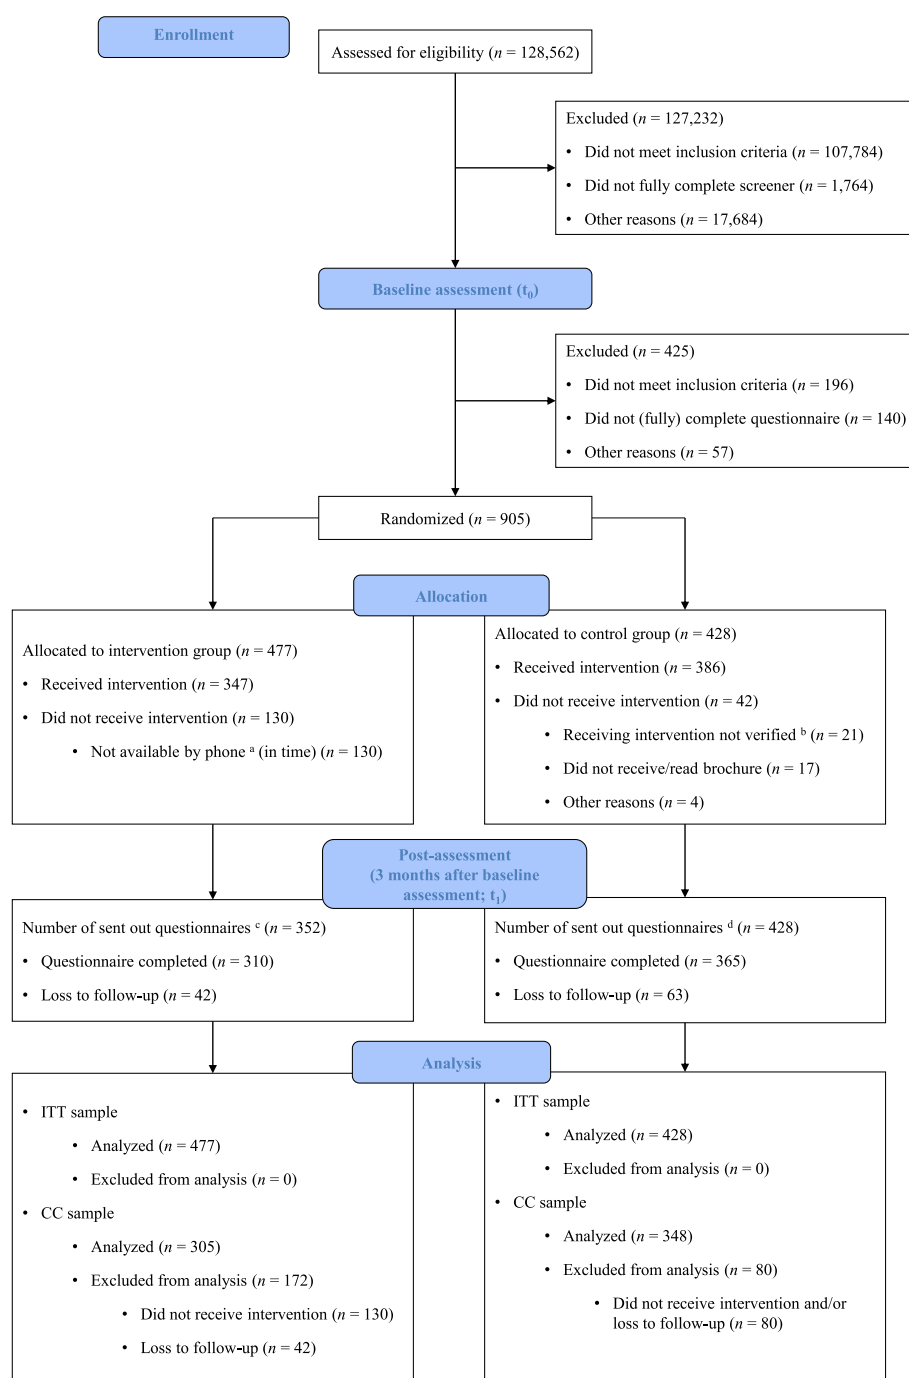 Enrollment
Assessed for eligibility (n = 128,562)
Excluded (n = 127,232)
• Did not meet inclusion criteria (n = 107,784)
• Did not fully complete screener (n = 1,764)
• Other reasons (n = 17,684)
Baseline assessment (t0)
Excluded (n = 425)
• Did not meet inclusion criteria (n = 196)
• Did not (fully) complete questionnaire (n = 140)
• Other reasons (n = 57)
Randomized (n = 905)
Allocation
Allocated to intervention group (n = 477)
• Received intervention (n = 347)
• Did not receive intervention (n = 130)
• Not available by phone a (in time) (n = 130)
Allocated to control group (n = 428)
• Received intervention (n = 386)
• Did not receive intervention (n = 42)
• Receiving intervention not verified b (n = 21)
• Did not receive/read brochure (n = 17)
• Other reasons (n = 4)
Post-assessment
(3 months after baseline
assessment; t1)
Number of sent out questionnaires c (n = 352)
• Questionnaire completed (n = 310)
• Loss to follow-up (n = 42)
Number of sent out questionnaires d (n = 428)
• Questionnaire completed (n = 365)
• Loss to follow-up (n = 63)
Analysis
• ITT sample
• Analyzed (n = 477)
• Excluded from analysis (n = 0)
• CC sample
• Analyzed (n = 305)
• Excluded from analysis (n = 172)
• Did not receive intervention (n = 130)
• Loss to follow-up (n = 42)
• ITT sample
• Analyzed (n = 428)
• Excluded from analysis (n = 0)
• CC sample
• Analyzed (n = 348)
• Excluded from analysis (n = 80)
• Did not receive intervention and/or
loss to follow-up (n = 80)